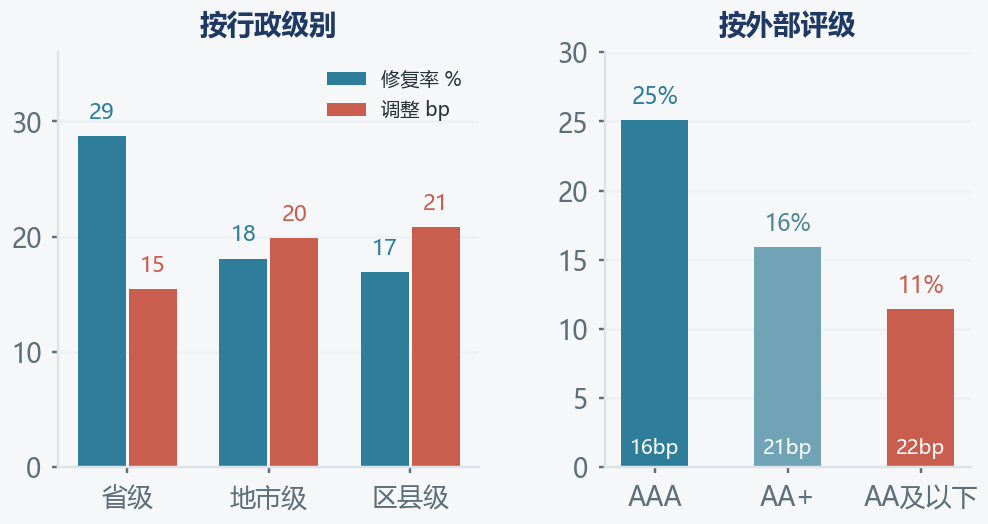 按行政级别
修复率 %
调整 bp
30
20
10
0
29
15
18
20
17
21
省级
地市级
区县级
按外部评级
30
25
20
15
10
5
0
25%
16%
11%
16bp
21bp
22bp
AAA
AA+
AA及以下